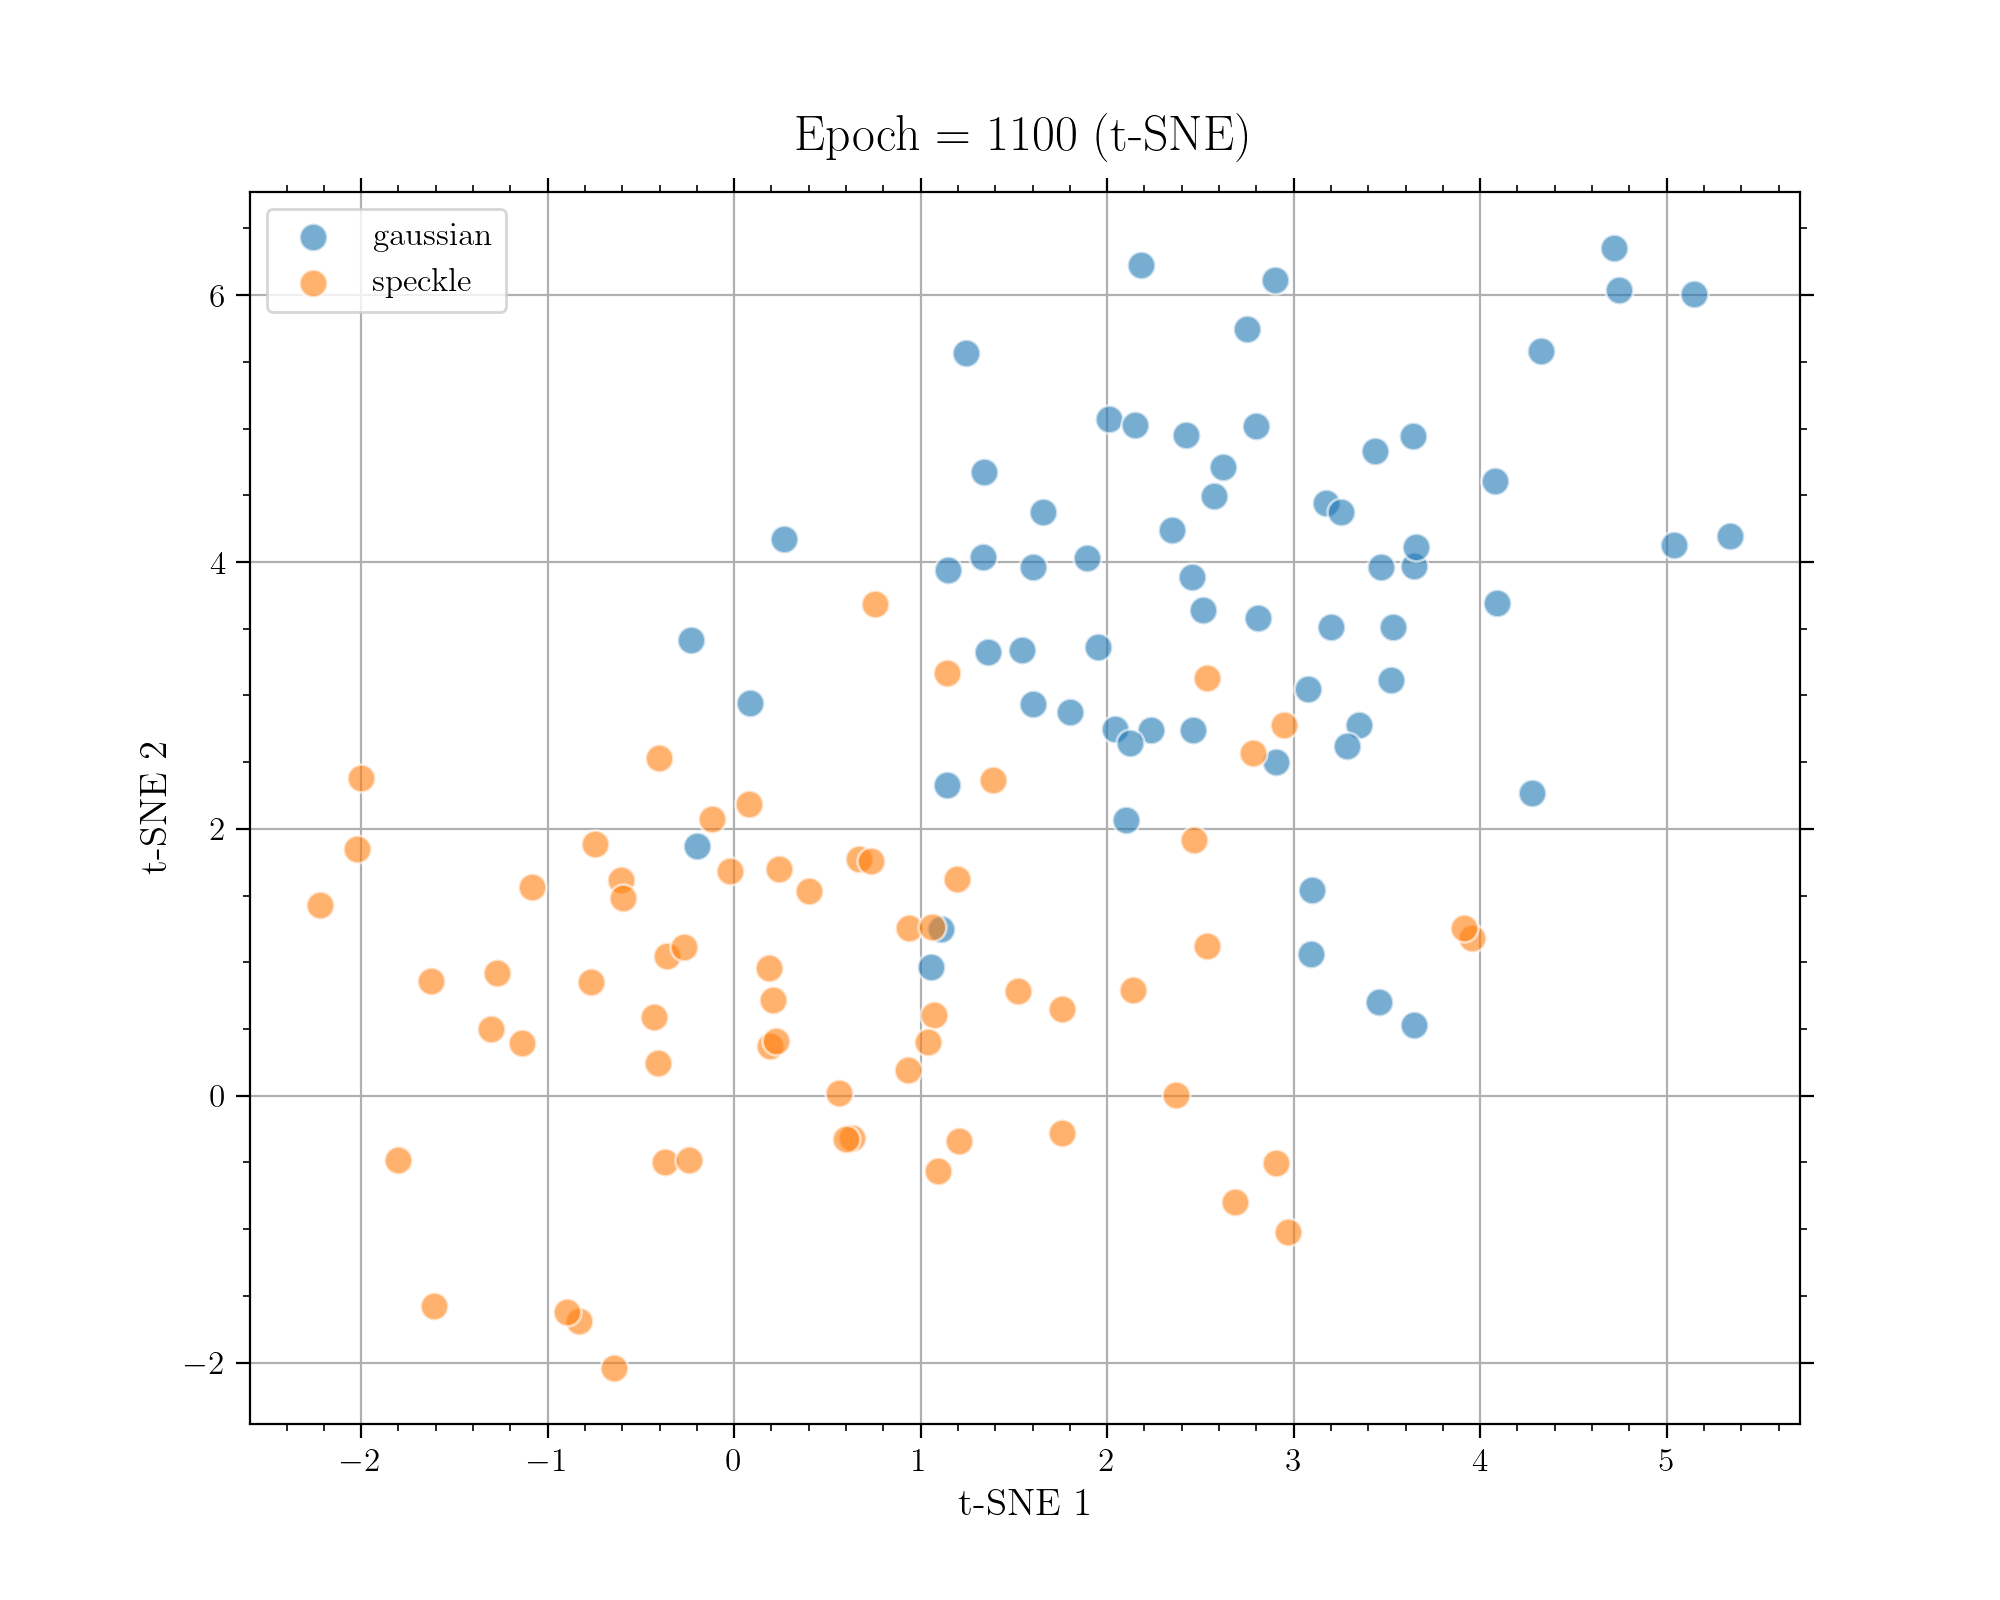 Epoch = 1100 (t-SNE)
gaussian
speckle
6
4
2
0
−2
t-SNE 2
−2 −1 0 1 2 3 4 5
t-SNE 1